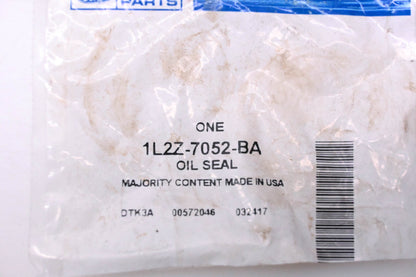 PARTS
ONE
1L2Z-7052-BA
OIL SEAL
MAJORITY CONTENT MADE IN USA
DTK3A 00572046 032417